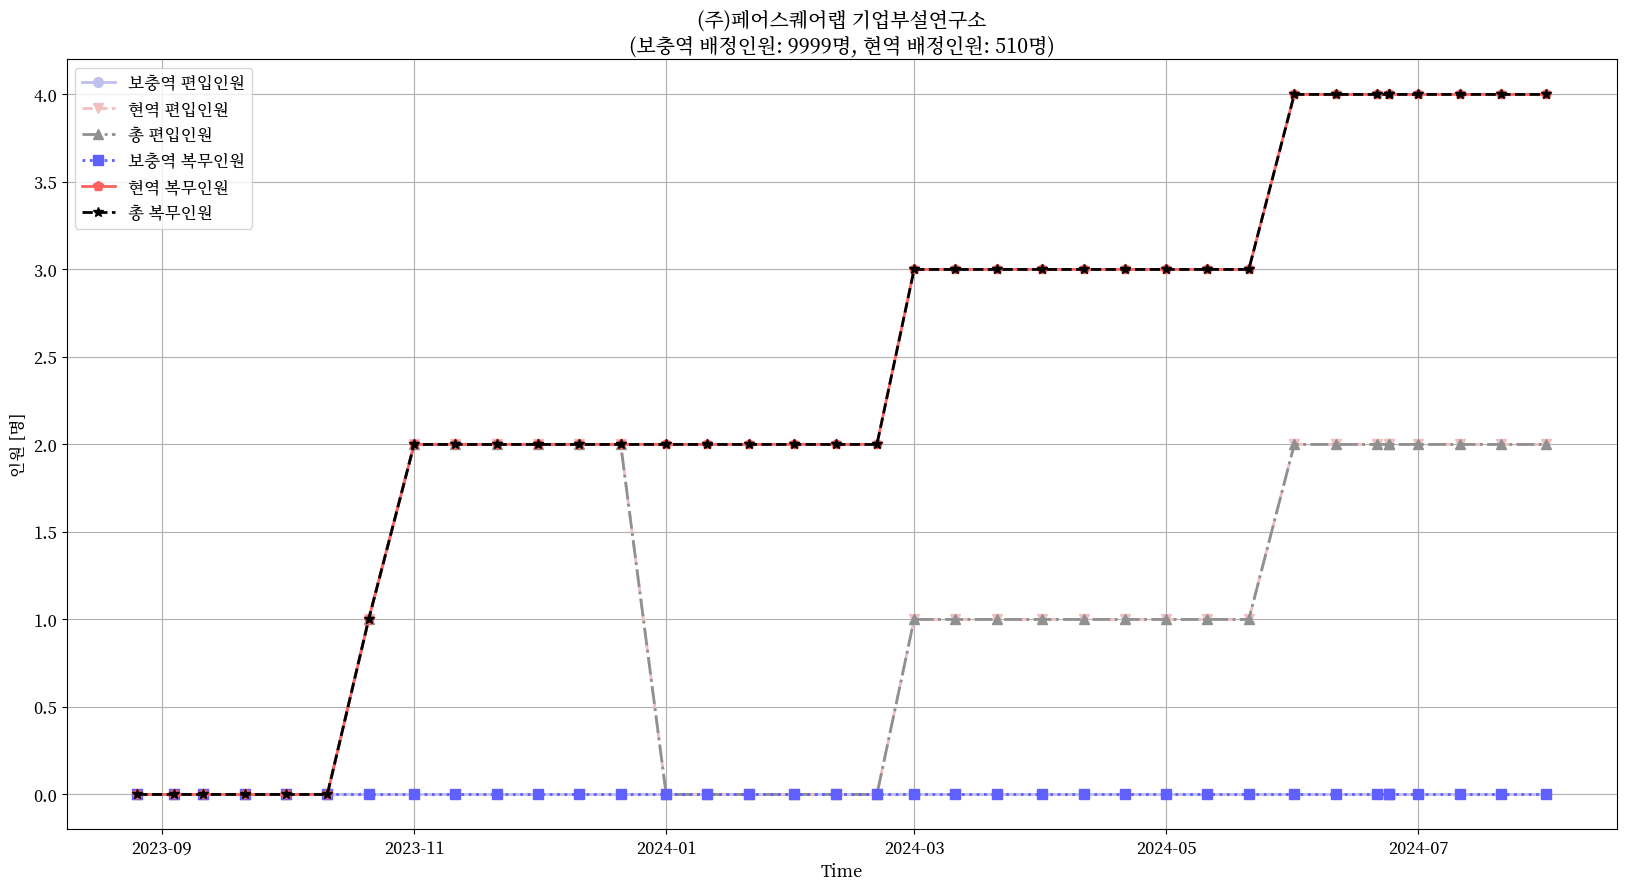 (주)페어스퀘어랩 기업부설연구소
(보충역 배정인원: 9999명, 현역 배정인원: 510명)
보충역 편입인원
현역 편입인원
총 편입인원
보충역 복무인원
현역 복무인원
총 복무인원
4.0
3.5
3.0
2.5
2.0
1.5
1.0
0.5
0.0
인원 [명]
2023-09
2023-11
2024-01
2024-03
2024-05
2024-07
Time